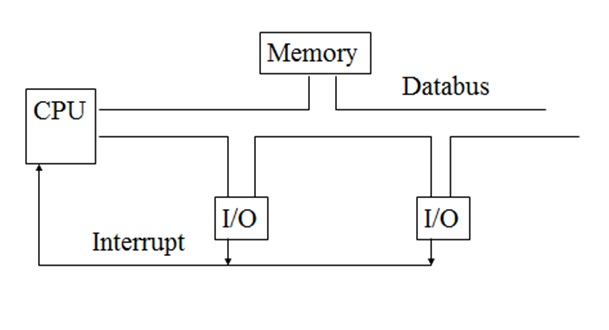 Memory
Databus
CPU
I/O
I/O
Interrupt